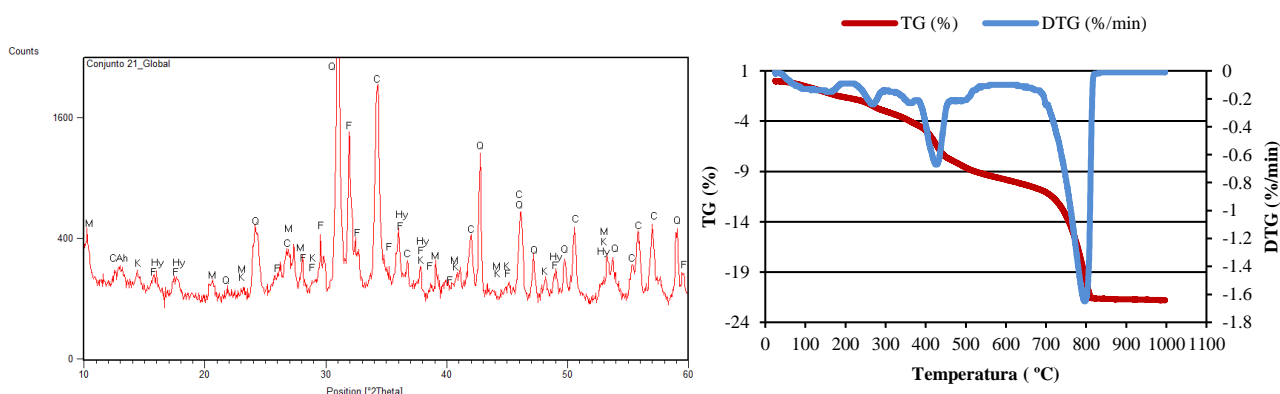 Counts
Conjunto 21_Global
1600
400
0
10
20
30
40
50
60
Position [°2Theta]
M
CAh
K
Hy
F
Hy
F
M
Q
M
K
Q
F
M
C
M
K
F
F
Q
F
F
C
F
Hy
F
C
Hy
F
K
M
F
F
M
K
C
Q
M
K
K
F
C
Q
Q
K
Hy
F
Q
C
M
K
Hy
Q
C
C
C
Q
F
TG (%)
DTG (%/min)
1
-4
-9
-14
-19
-24
TG (%)
0
-0.2
-0.4
-0.6
-0.8
-1
-1.2
-1.4
-1.6
-1.8
DTG (%/min)
0 100 200 300 400 500 600 700 800 900 1000 1100
Temperatura ( ºC)